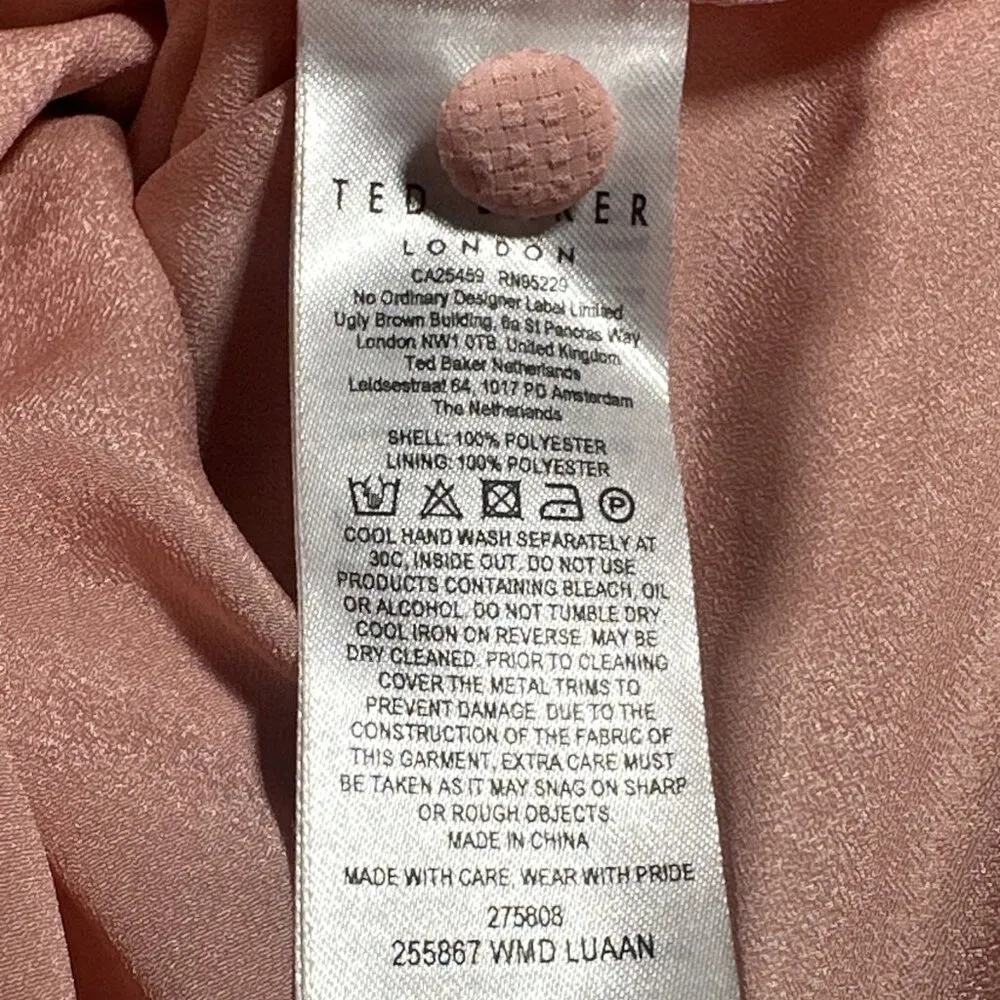 TED BAKER
LONDON
CA25459 RN95229
No Ordinary Designer Label Limited
Ugly Brown Building, 6a St Pancras Way
London NW1 0TB, United Kingdom
Ted Baker Netherlands
Leidsestraat 64, 1017 PD Amsterdam
The Netherlands
SHELL: 100% POLYESTER
LINING: 100% POLYESTER
P
COOL HAND WASH SEPARATELY AT
30C, INSIDE OUT. DO NOT USE
PRODUCTS CONTAINING BLEACH, OIL
OR ALCOHOL. DO NOT TUMBLE DRY.
COOL IRON ON REVERSE. MAY BE
DRY CLEANED. PRIOR TO CLEANING
COVER THE METAL TRIMS TO
PREVENT DAMAGE. DUE TO THE
CONSTRUCTION OF THE FABRIC OF
THIS GARMENT, EXTRA CARE MUST
BE TAKEN AS IT MAY SNAG ON SHARP
OR ROUGH OBJECTS.
MADE IN CHINA
MADE WITH CARE, WEAR WITH PRIDE
275808
255867 WMD LUAAN